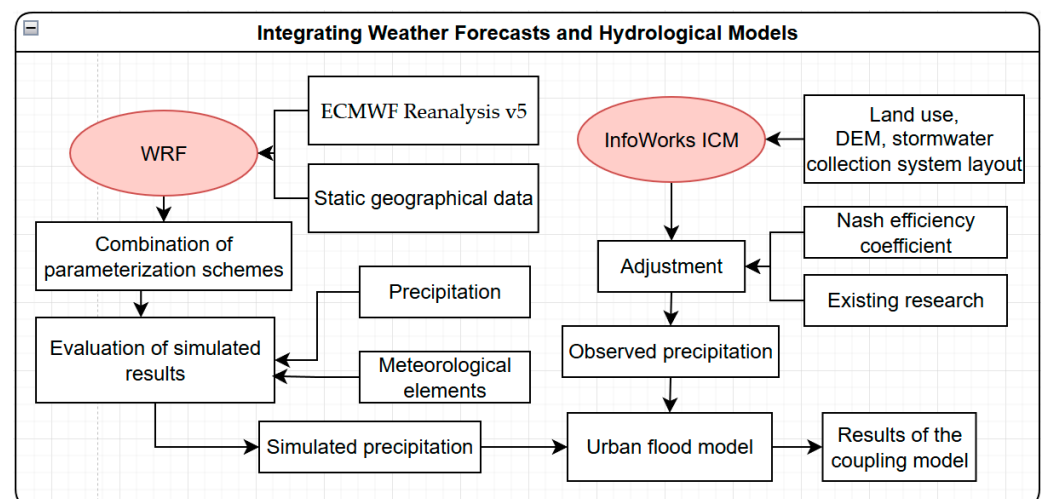 Integrating Weather Forecasts and Hydrological Models
ECMWF Reanalysis v5
WRF
Static geographical data
Combination of
parameterization schemes
Precipitation
Evaluation of simulated
results
Meteorological
elements
Simulated precipitation
InfoWorks ICM
Land use,
DEM, stormwater
collection system layout
Nash efficiency
coefficient
Adjustment
Existing research
Observed precipitation
Urban flood model
Results of the
coupling model